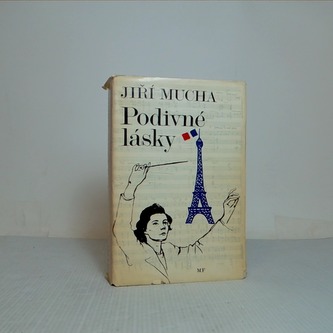 JIŘÍ MUCHA
Podivné
lásky
MF